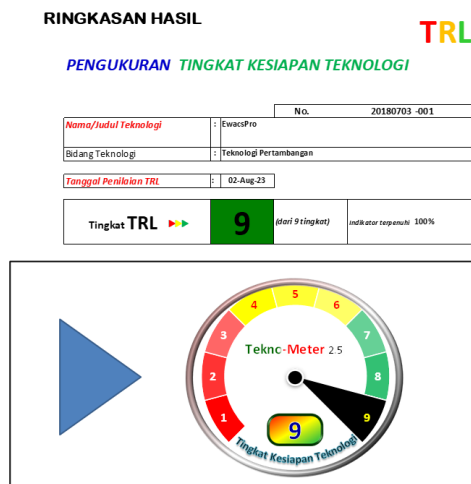 RINGKASAN HASIL
TRL
PENGUKURAN TINGKAT KESIAPAN TEKNOLOGI
No. 20180703 -001
Nama/Judul Teknologi : EwacsPro
Bidang Teknologi : Teknologi Pertambangan
Tanggal Penilaian TRL : 02-Aug-23
Tingkat TRL 9 (dari 9 tingkat) indikator terpenuhi 100%
1
2
3
4
5
6
7
8
9
Tekno-Meter 2.5
9
Tingkat Kesiapan Teknologi